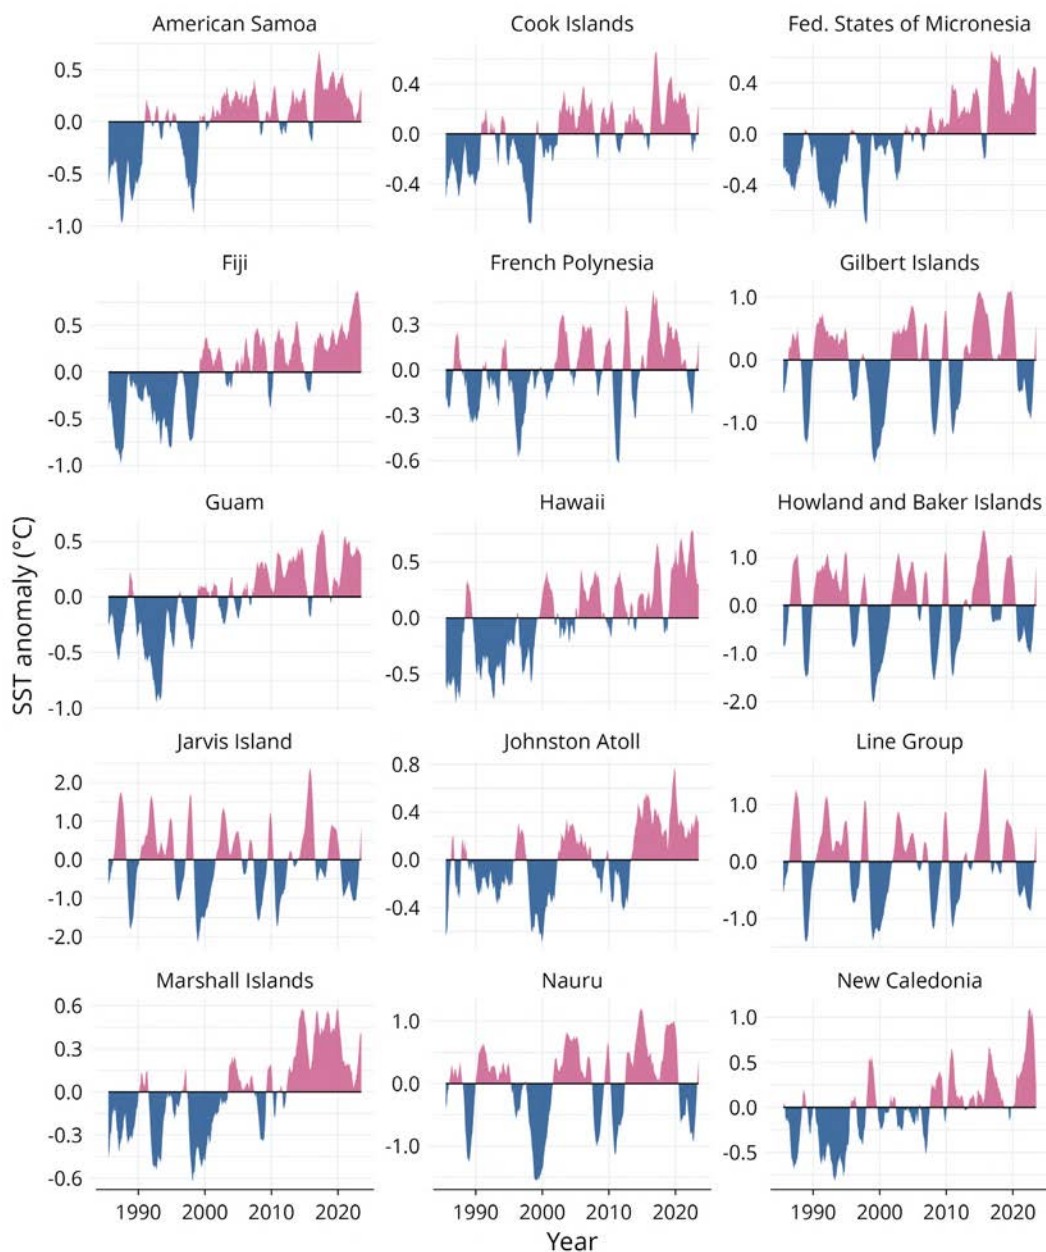 American Samoa
Cook Islands
Fed. States of Micronesia
0.5
0.0
-0.5
-1.0
0.4
0.0
-0.4
0.4
0.0
-0.4
Fiji
French Polynesia
Gilbert Islands
0.5
0.0
-0.5
-1.0
0.3
0.0
-0.3
-0.6
1.0
0.0
-1.0
Guam
Hawaii
Howland and Baker Islands
0.5
0.0
-0.5
-1.0
0.5
0.0
-0.5
1.0
0.0
-1.0
-2.0
SST anomaly (°C)
Jarvis Island
Johnston Atoll
Line Group
2.0
1.0
0.0
-1.0
-2.0
0.8
0.4
0.0
-0.4
1.0
0.0
-1.0
Marshall Islands
Nauru
New Caledonia
0.6
0.3
0.0
-0.3
-0.6
1.0
0.0
-1.0
1.0
0.5
0.0
-0.5
1990 2000 2010 2020
1990 2000 2010 2020
1990 2000 2010 2020
Year